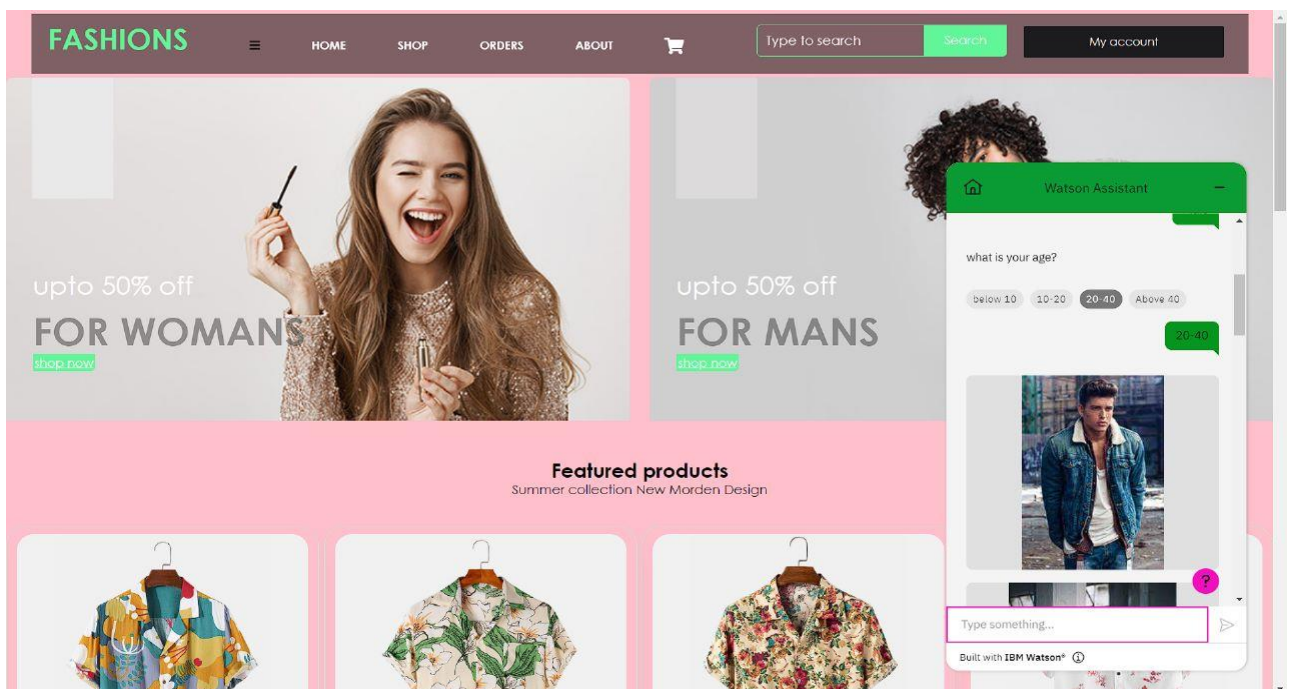 FASHIONS
HOME SHOP ORDERS ABOUT
Type to search
Search
My account
upto 50% off
FOR WOMANS
shop now
upto 50% off
FOR MANS
shop now
Featured products
Summer collection New Morden Design
Watson Assistant
what is your age?
below 10 10-20 20-40 Above 40
20-40
?
Type something...
Built with IBM Watson®